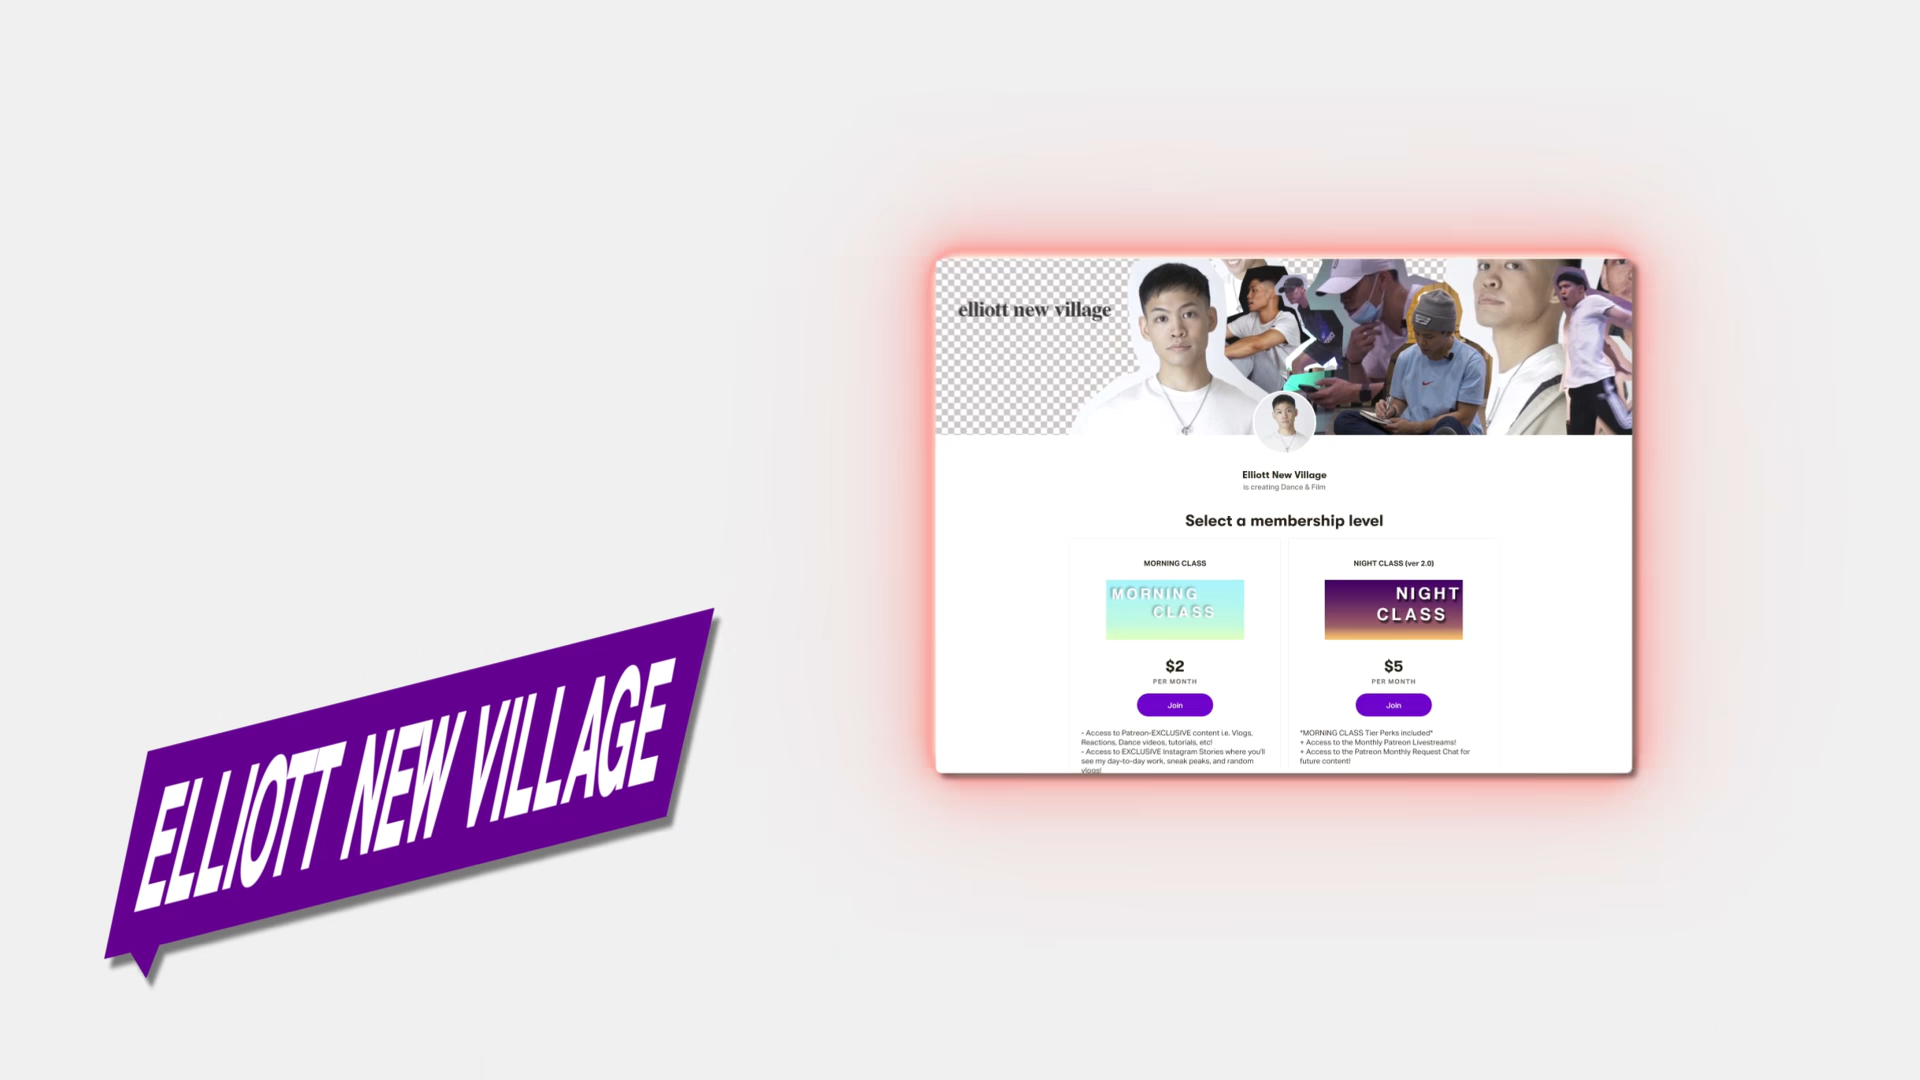 elliott new village
Elliott New Village
is creating Dance & Film
Select a membership level
MORNING CLASS
MORNING
CLASS
$2
PER MONTH
Join
- Access to Patreon-EXCLUSIVE content i.e. Vlogs,
Reactions, Dance videos, tutorials, etc!
- Access to EXCLUSIVE Instagram Stories where you'll
see my day-to-day work, sneak peaks, and random
vlogs!
NIGHT CLASS (ver 2.0)
NIGHT
CLASS
$5
PER MONTH
Join
*MORNING CLASS Tier Perks included*
+ Access to the Monthly Patreon Livestreams!
+ Access to the Patreon Monthly Request Chat for
future content!
ELLIOTT NEW VILLAGE